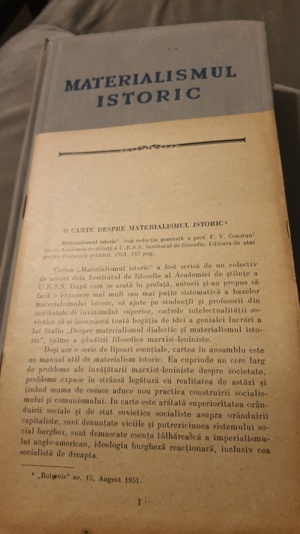 MATERIALISMUL
ISTORIC
O CARTE DESPRE MATERIALISMUL ISTORIC¹
„Materialismul istoric". Sub redacția generală a prof. F. V. Constan-
tinov. Academia de științe a U.R.S.S. Institutul de filosofie. Editura de stat
pentru literatură politică, 1951, 747 pag.
Cartea „Materialismul istoric" a fost scrisă de un colectiv
de autori dela Institutul de filosofie al Academiei de științe a
U.R.S.S. După cum se arată în prefață, autorii și-au propus să
facă o expunere mai mult sau mai puțin sistematică a bazelor
materialismului istoric, să ajute pe studenții și profesorii din
instituțiile de învățământ superior, cadrele intelectualității so-
vietice să-și însușească toată bogăția de idei a genialei lucrări a
lui Stalin „Despre materialismul dialectic și materialismul isto-
ric", culme a gîndirii filosofice marxist-leniniste.
Deși are o serie de lipsuri esențiale, cartea în ansamblu este
un manual util de materialism istoric. Ea cuprinde un cerc larg
de probleme ale învățăturii marxist-leniniste despre societate,
probleme expuse în strânsă legătură cu realitatea de astăzi și
ținând seama de ceeace aduce nou practica construirii socialis-
mului și comunismului. In carte este arătată superioritatea orân-
duirii sociale și de stat sovietice socialiste asupra orânduirii
capitaliste, sunt denunțate viciile și putreziciunea sistemului so-
cial burghez, sunt demascate esența tâlhărească a imperialismu-
lui anglo-american, ideologia burgheză reacționară, inclusiv cea
socialistă de dreapta.
¹ „Bolșevic" nr. 15, August 1951.
1